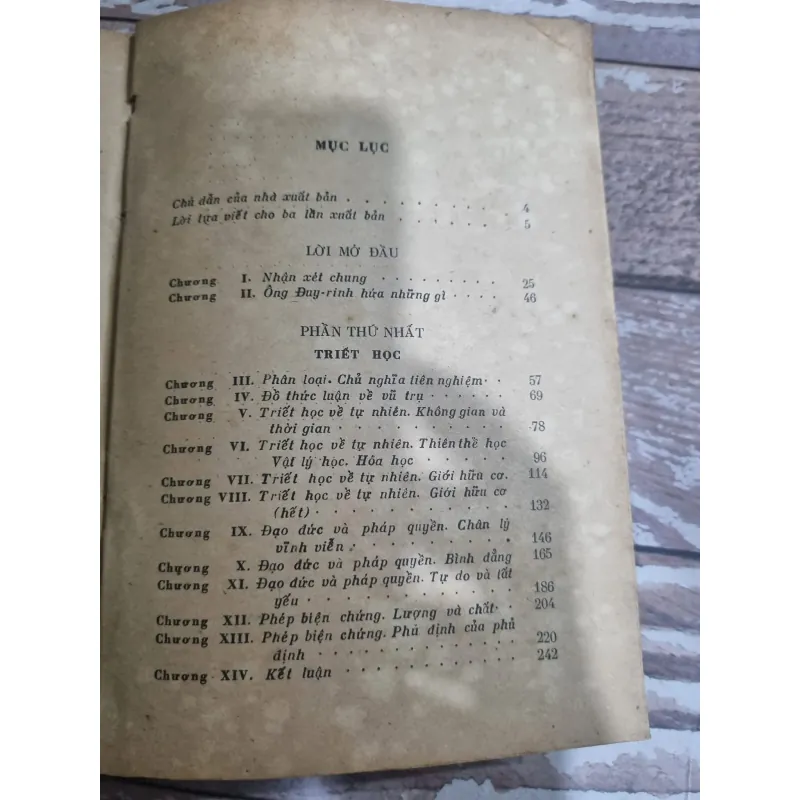 MỤC LỤC
Chú dẫn của nhà xuất bản . . . . . . . . . 4
Lời tựa viết cho ba lần xuất bản . . . . . . 5
LỜI MỞ ĐẦU
Chương I. Nhận xét chung . . . . . . . . . 25
Chương II. Ông Đuy-rinh hứa những gì . . . . 46
PHẦN THỨ NHẤT
TRIẾT HỌC
Chương III. Phân loại. Chủ nghĩa tiên nghiệm . . 57
Chương IV. Đồ thức luận về vũ trụ . . . . . . 69
Chương V. Triết học về tự nhiên. Không gian và
thời gian . . . . . . . . . . 78
Chương VI. Triết học về tự nhiên. Thiên thể học
Vật lý học. Hóa học . . . . . 96
Chương VII. Triết học về tự nhiên. Giới hữu cơ. 114
Chương VIII. Triết học về tự nhiên. Giới hữu cơ
(hết) . . . . . . . . . . . 132
Chương IX. Đạo đức và pháp quyền. Chân lý
vĩnh viễn . . . . . . . . . . 146
Chương X. Đạo đức và pháp quyền. Bình đẳng 165
Chương XI. Đạo đức và pháp quyền. Tự do và tất
yếu . . . . . . . . . . . . 186
Chương XII. Phép biện chứng. Lượng và chất . . 204
Chương XIII. Phép biện chứng. Phủ định của phủ
định . . . . . . . . . . . 220
Chương XIV. Kết luận . . . . . . . . . . . 242